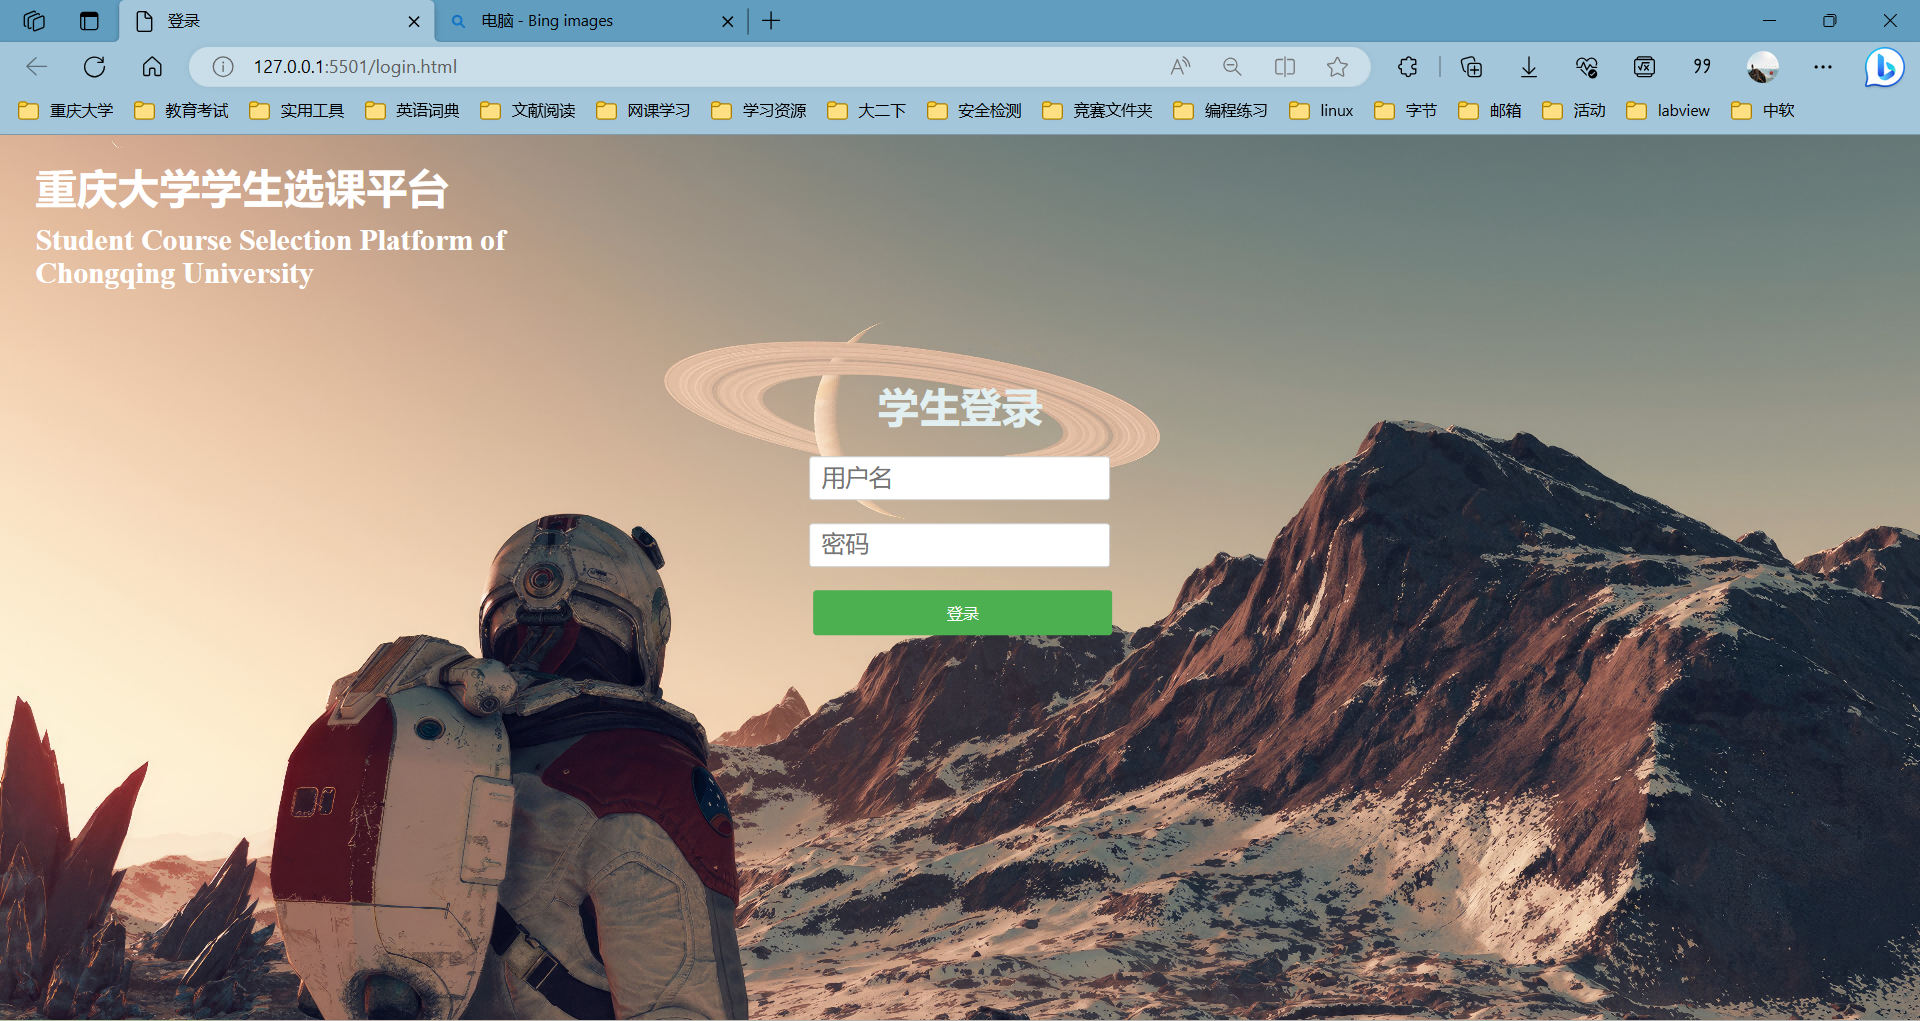 登录
电脑 - Bing images
127.0.0.1:5501/login.html
重庆大学 教育考试 实用工具 英语词典 文献阅读 网课学习 学习资源 大二下 安全检测 竞赛文件夹 编程练习 linux 字节 邮箱 活动 labview 中软
重庆大学学生选课平台
Student Course Selection Platform of
Chongqing University
学生登录
用户名
密码
登录